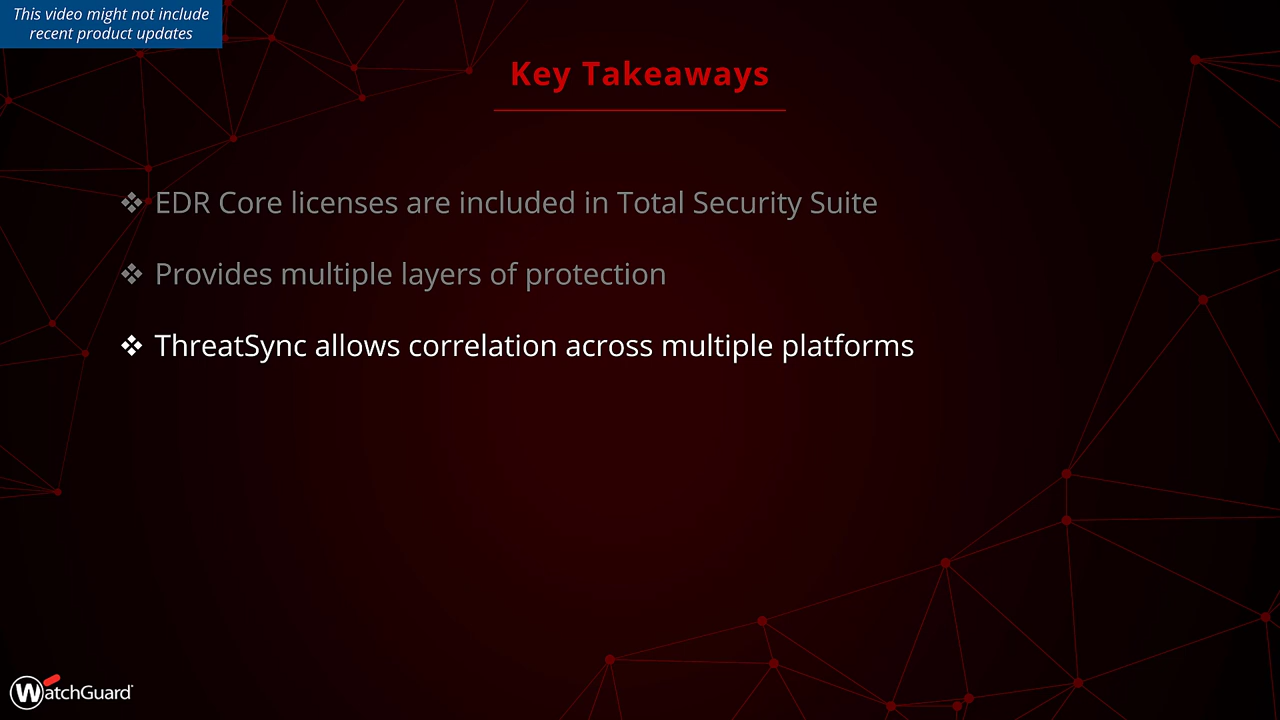 This video might not include
recent product updates
Key Takeaways
❖ EDR Core licenses are included in Total Security Suite
❖ Provides multiple layers of protection
❖ ThreatSync allows correlation across multiple platforms
WatchGuard